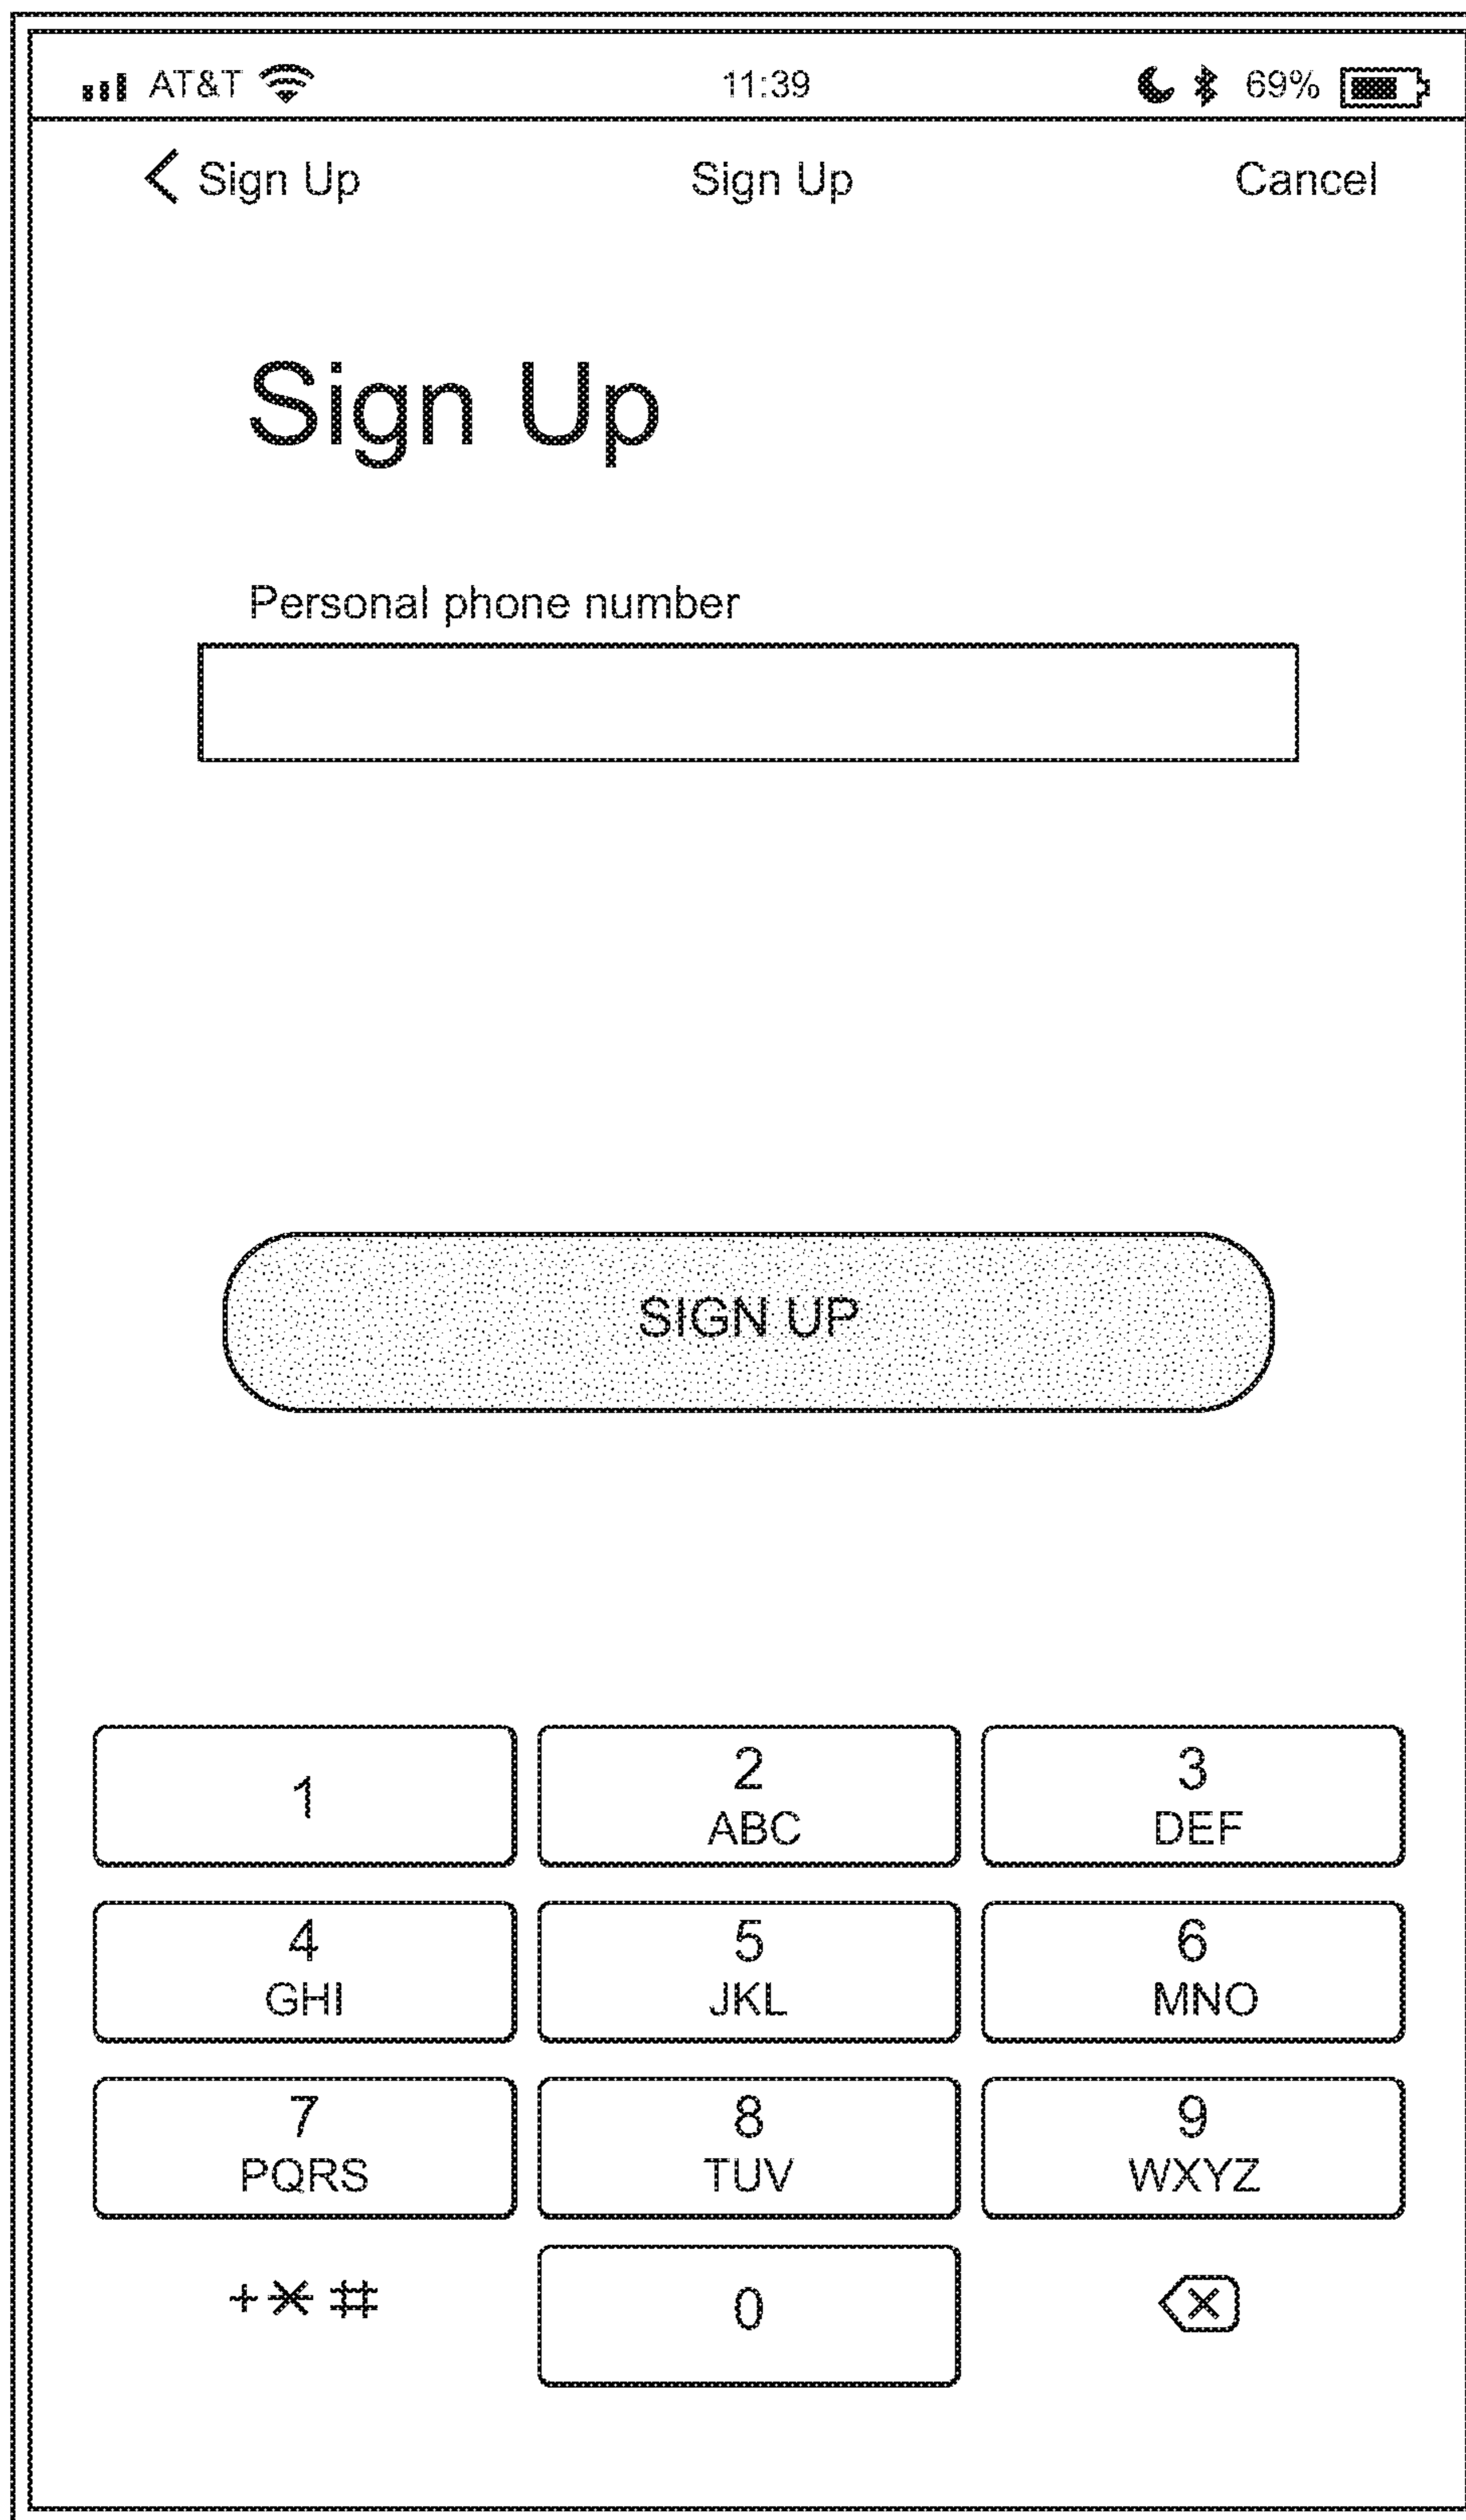 AT&T 11:39 69%
Sign Up Sign Up Cancel
Sign Up
Personal phone number
SIGN UP
1 2 3
ABC DEF
4 5 6
GHI JKL MNO
7 8 9
PQRS TUV WXYZ
+*# 0